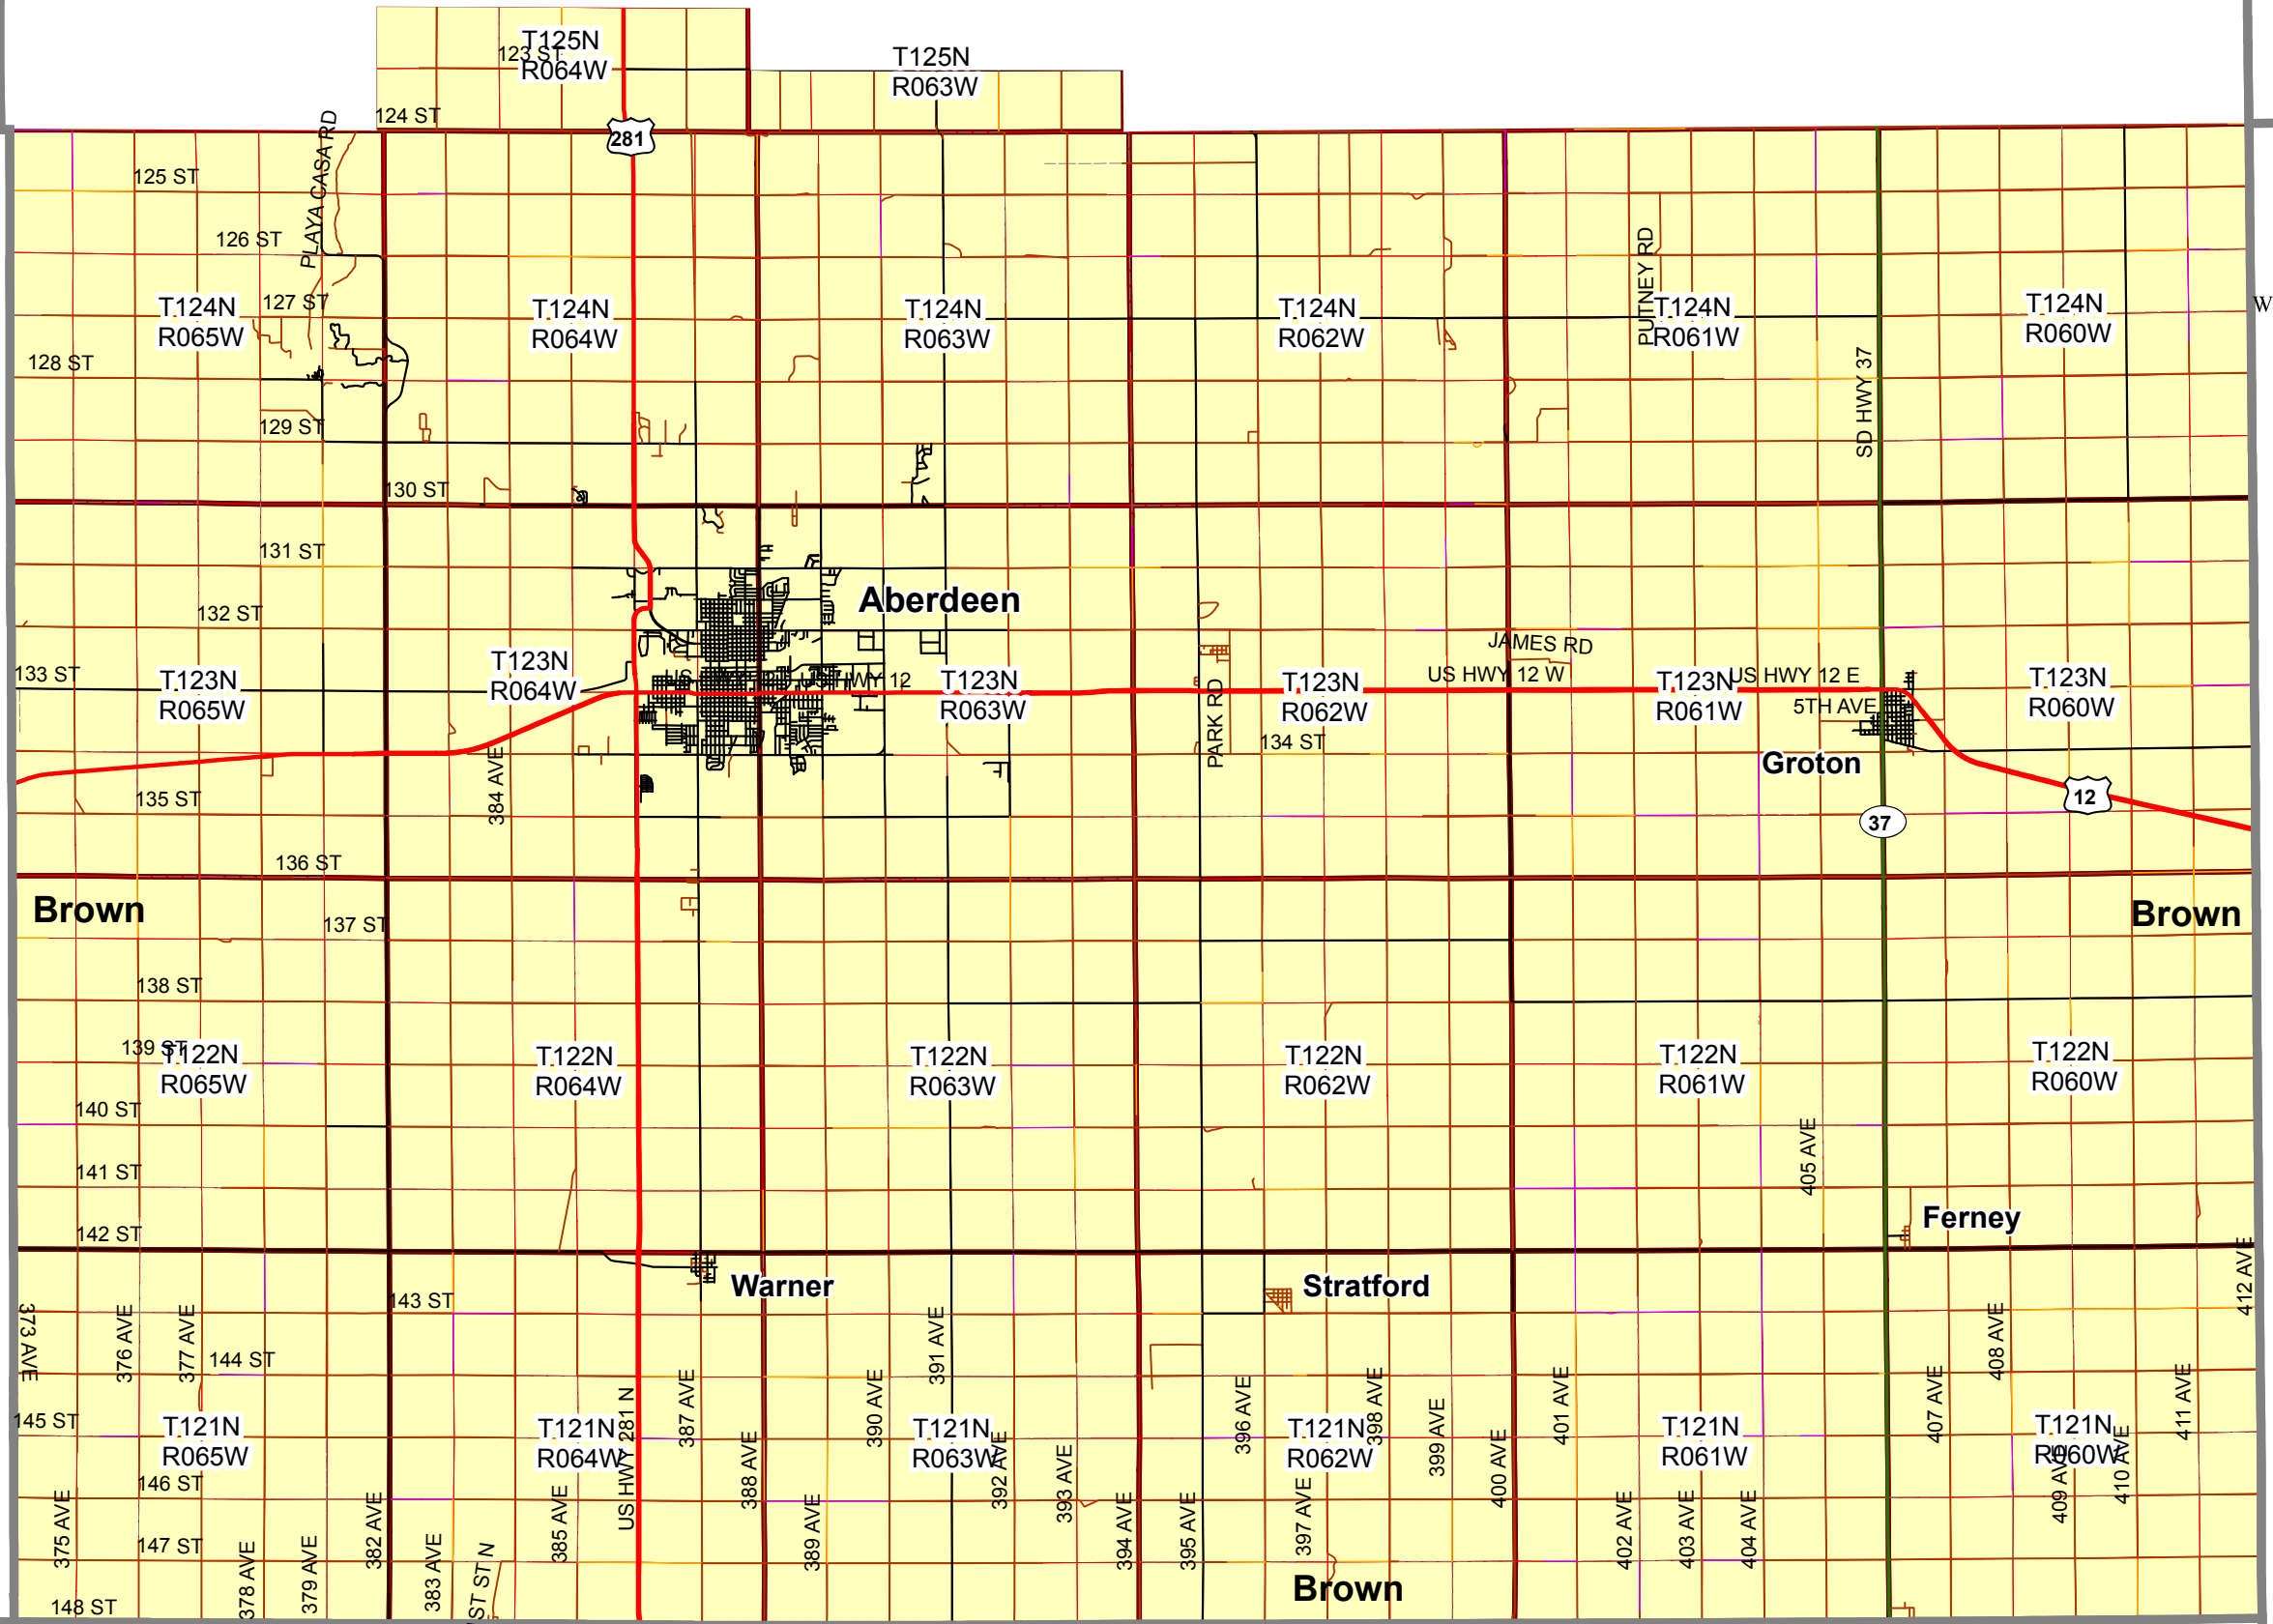 T125N
123 ST
R064W
T125N
R063W
124 ST
281
PLAYA CASA RD
125 ST
126 ST
PUTNEY RD
127 ST
T124N
R065W
T124N
R064W
T124N
R063W
T124N
R062W
T124N
R061W
T124N
R060W
W
128 ST
SD HWY 37
129 ST
130 ST
131 ST
Aberdeen
132 ST
JAMES RD
133 ST
T123N
R065W
T123N
R064W
US HWY 12
T123N
R063W
T123N
R062W
US HWY 12 W
T123N
R061W
US HWY 12 E
5TH AVE
T123N
R060W
PARK RD
134 ST
Groton
384 AVE
135 ST
12
37
136 ST
Brown
Brown
137 ST
138 ST
139 ST
T122N
R065W
T122N
R064W
T122N
R063W
T122N
R062W
T122N
R061W
T122N
R060W
140 ST
405 AVE
141 ST
Ferney
142 ST
412 AVE
Warner
Stratford
143 ST
373 AVE
376 AVE
377 AVE
391 AVE
408 AVE
144 ST
387 AVE
390 AVE
396 AVE
398 AVE
399 AVE
401 AVE
407 AVE
411 AVE
145 ST
T121N
R065W
T121N
R064W
US HWY 281 N
T121N
R063W
T121N
R062W
T121N
R061W
T121N
R060W
388 AVE
392 AVE
393 AVE
400 AVE
409 AVE
410 AVE
146 ST
375 AVE
382 AVE
385 AVE
389 AVE
394 AVE
395 AVE
397 AVE
402 AVE
403 AVE
404 AVE
147 ST
378 AVE
379 AVE
383 AVE
ST ST N
Brown
148 ST